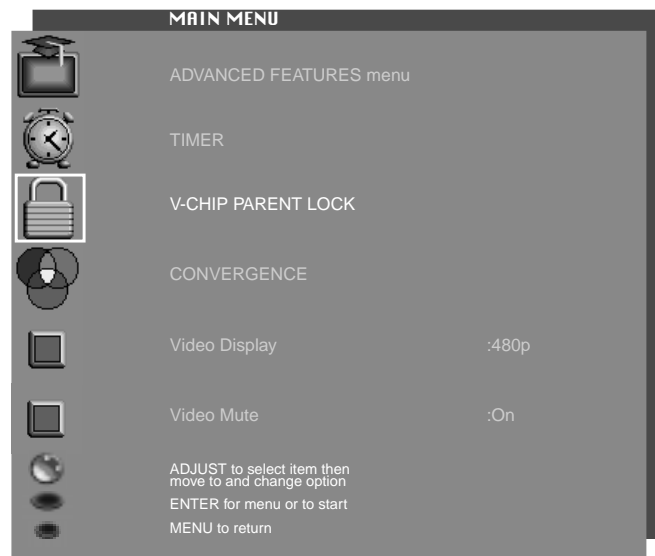 MAIN MENU
ADVANCED FEATURES menu
TIMER
V-CHIP PARENT LOCK
CONVERGENCE
Video Display :480p
Video Mute :On
ADJUST to select item then
move to and change option
ENTER for menu or to start
MENU to return